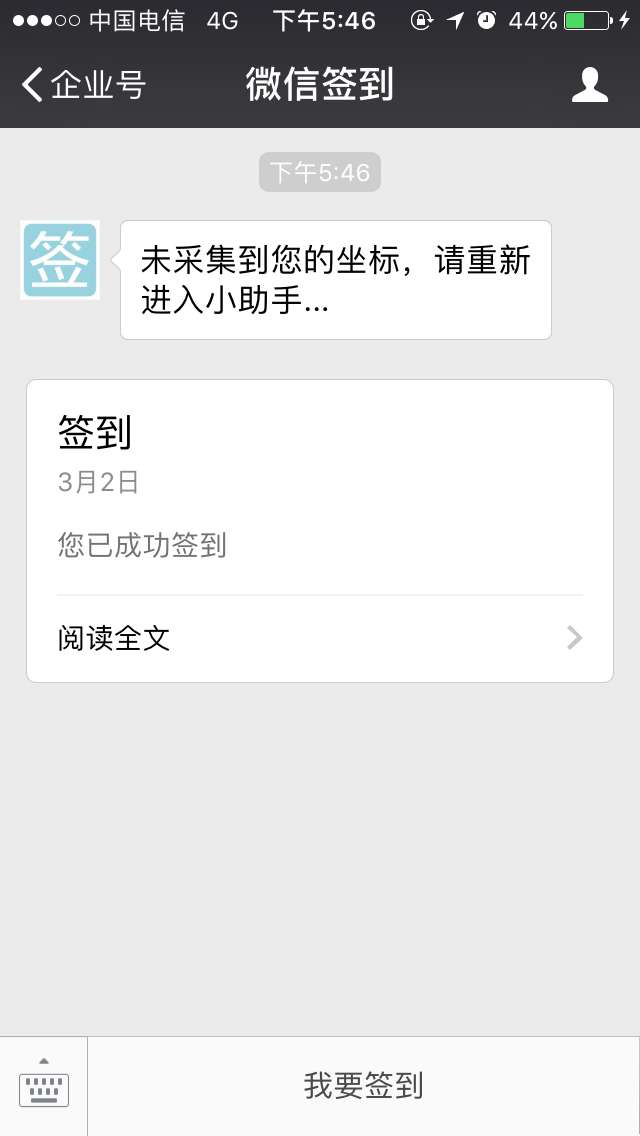 中国电信 4G 下午5:46 44%
企业号 微信签到
下午5:46
签
未采集到您的坐标，请重新
进入小助手...
签到
3月2日
您已成功签到
阅读全文
我要签到